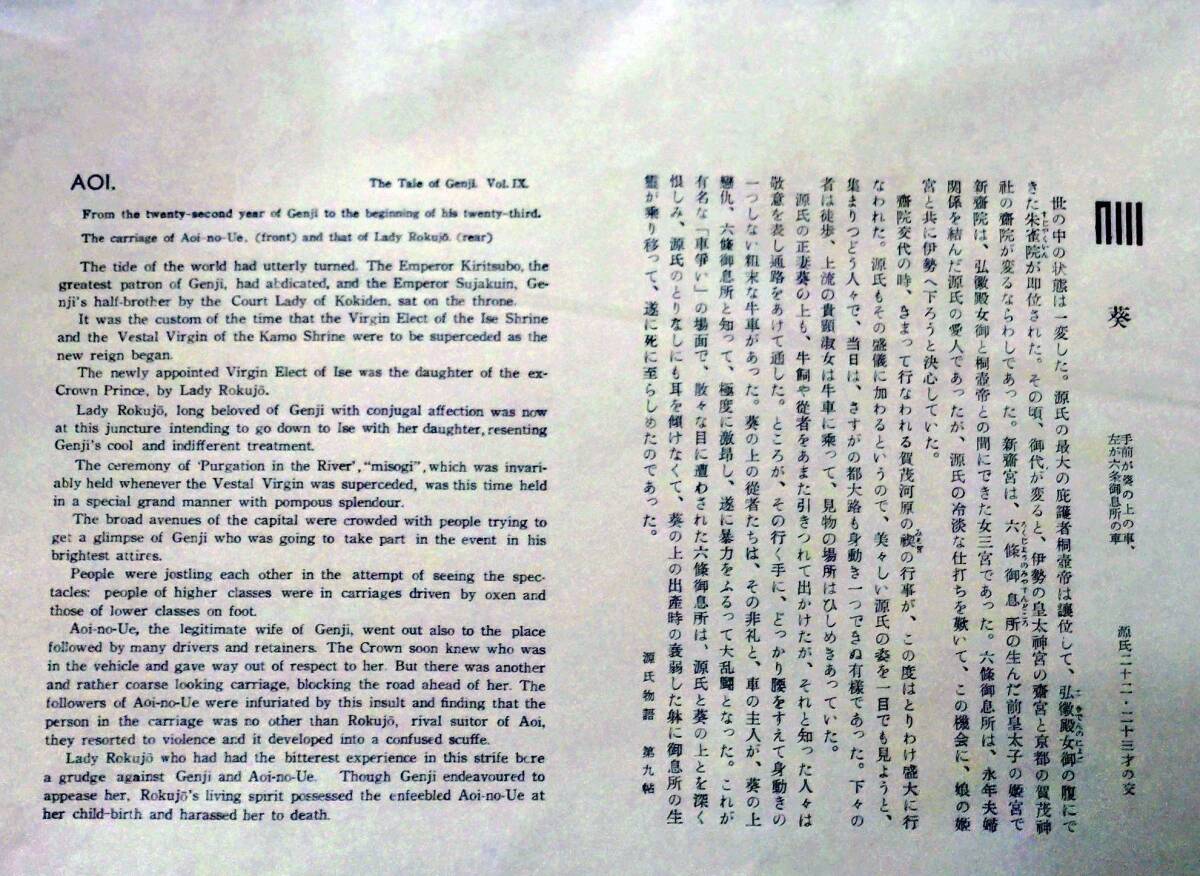 AOI.
The Tale of Genji. Vol. IX.
From the twenty-second year of Genji to the beginning of his twenty-third.
The carriage of Aoi-no-Ue, (front) and that of Lady Rokujō. (rear)
The tide of the world had utterly turned. The Emperor Kiritsubo, the
greatest patron of Genji, had abdicated, and the Emperor Sujakuin, Ge-
nji's half-brother by the Court Lady of Kokiden, sat on the throne.
It was the custom of the time that the Virgin Elect of the Ise Shrine
and the Vestal Virgin of the Kamo Shrine were to be superceded as the
new reign began.
The newly appointed Virgin Elect of Ise was the daughter of the ex-
Crown Prince, by Lady Rokujō.
Lady Rokujō, long beloved of Genji with conjugal affection was now
at this juncture intending to go down to Ise with her daughter, resenting
Genji's cool and indifferent treatment.
The ceremony of 'Purgation in the River', "misogi", which was invari-
ably held whenever the Vestal Virgin was superceded, was this time held
in a special grand manner with pompous splendour.
The broad avenues of the capital were crowded with people trying to
get a glimpse of Genji who was going to take part in the event in his
brightest attires.
People were jostling each other in the attempt of seeing the spec-
tacles: people of higher classes were in carriages driven by oxen and
those of lower classes on foot.
Aoi-no-Ue, the legitimate wife of Genji, went out also to the place
followed by many drivers and retainers. The Crown soon knew who was
in the vehicle and gave way out of respect to her. But there was another
and rather coarse looking carriage, blocking the road ahead of her. The
followers of Aoi-no-Ue were infuriated by this insult and finding that the
person in the carriage was no other than Rokujō, rival suitor of Aoi,
they resorted to violence and it developed into a confused scuffe.
Lady Rokujō who had had the bitterest experience in this strife bore
a grudge against Genji and Aoi-no-Ue. Though Genji endeavoured to
appease her, Rokujō's living spirit possessed the enfeebled Aoi-no-Ue at
her child-birth and harassed her to death.
葵
手前が葵の上の車、
左が六条御息所の車
源氏二十二・二十三才の文
世の中の状態は一変した。源氏の最大の庇護者桐壺帝は譲位して、弘徽殿女御の腹にで
きた朱雀院が即位された。その頃、御代が変ると、伊勢の皇太神宮の齋宮と京都の賀茂神
社の齋院が変るならわしであった。新齋宮は、六條御息所の生んだ前皇太子の姫宮で
新齋院は、弘徽殿女御と桐壺帝との間にできた女三宮であった。六條御息所は、永年夫婦
関係を結んだ源氏の愛人であったが、源氏の冷淡な仕打ちを歎いて、この機会に、娘の姫
宮と共に伊勢へ下ろうと決心していた。
齋院交代の時、きまって行なわれる賀茂河原の禊の行事が、この度はとりわけ盛大に行
なわれた。源氏もその盛儀に加わるというので、美々しい源氏の姿を一目でも見ようと、
集まりつどう人々で、当日は、さすがの都大路も身動き一つできぬ有様であった。下々の
者は徒歩、上流の貴顕淑女は牛車に乗って、見物の場所はひしめきあっていた。
源氏の正妻葵の上も、牛飼や従者をあまた引きつれて出かけたが、それと知った人々は
敬意を表し通路をあけて通した。ところが、その行く手に、どっかり腰をすえて身動きの
一つしない粗末な牛車があった。葵の上の従者たちは、その非礼と、車の主人が、葵の上
戀仇、六條御息所と知って、極度に激昂し、遂に暴力をふるって大乱闘となった。これが
有名な「車爭い」の場面で、散々な目に遭わされた六條御息所は、源氏と葵の上とを深く
恨しみ、源氏のとりなしにも耳を傾けなくて、葵の上の出産時の衰弱した躰に御息所の生
靈が乗り移って、遂に死に至らしめたのであった。
源氏物語 第九帖